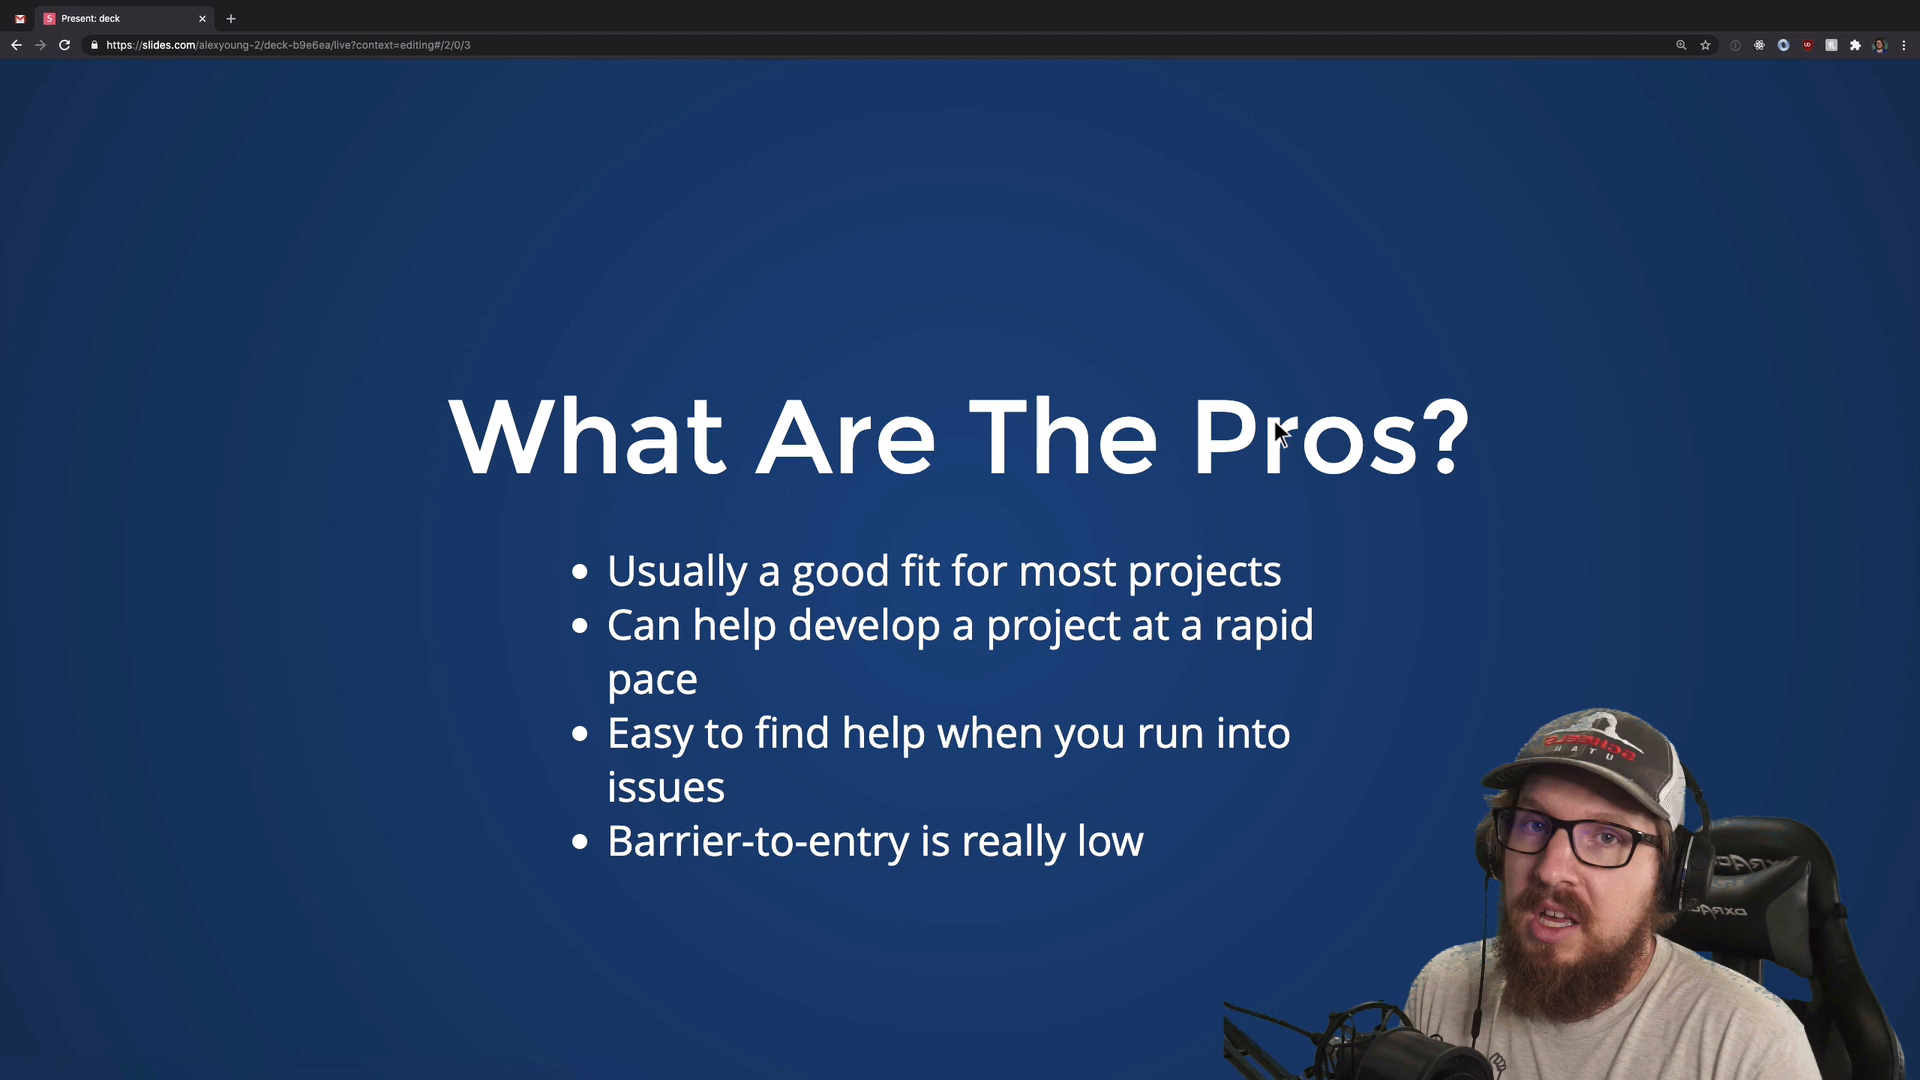 Present: deck
https://slides.com/alexyoung-2/deck-b9e6ea/live?context=editing#/2/0/3
What Are The Pros?
• Usually a good fit for most projects
• Can help develop a project at a rapid
pace
• Easy to find help when you run into
issues
• Barrier-to-entry is really low
UTAH